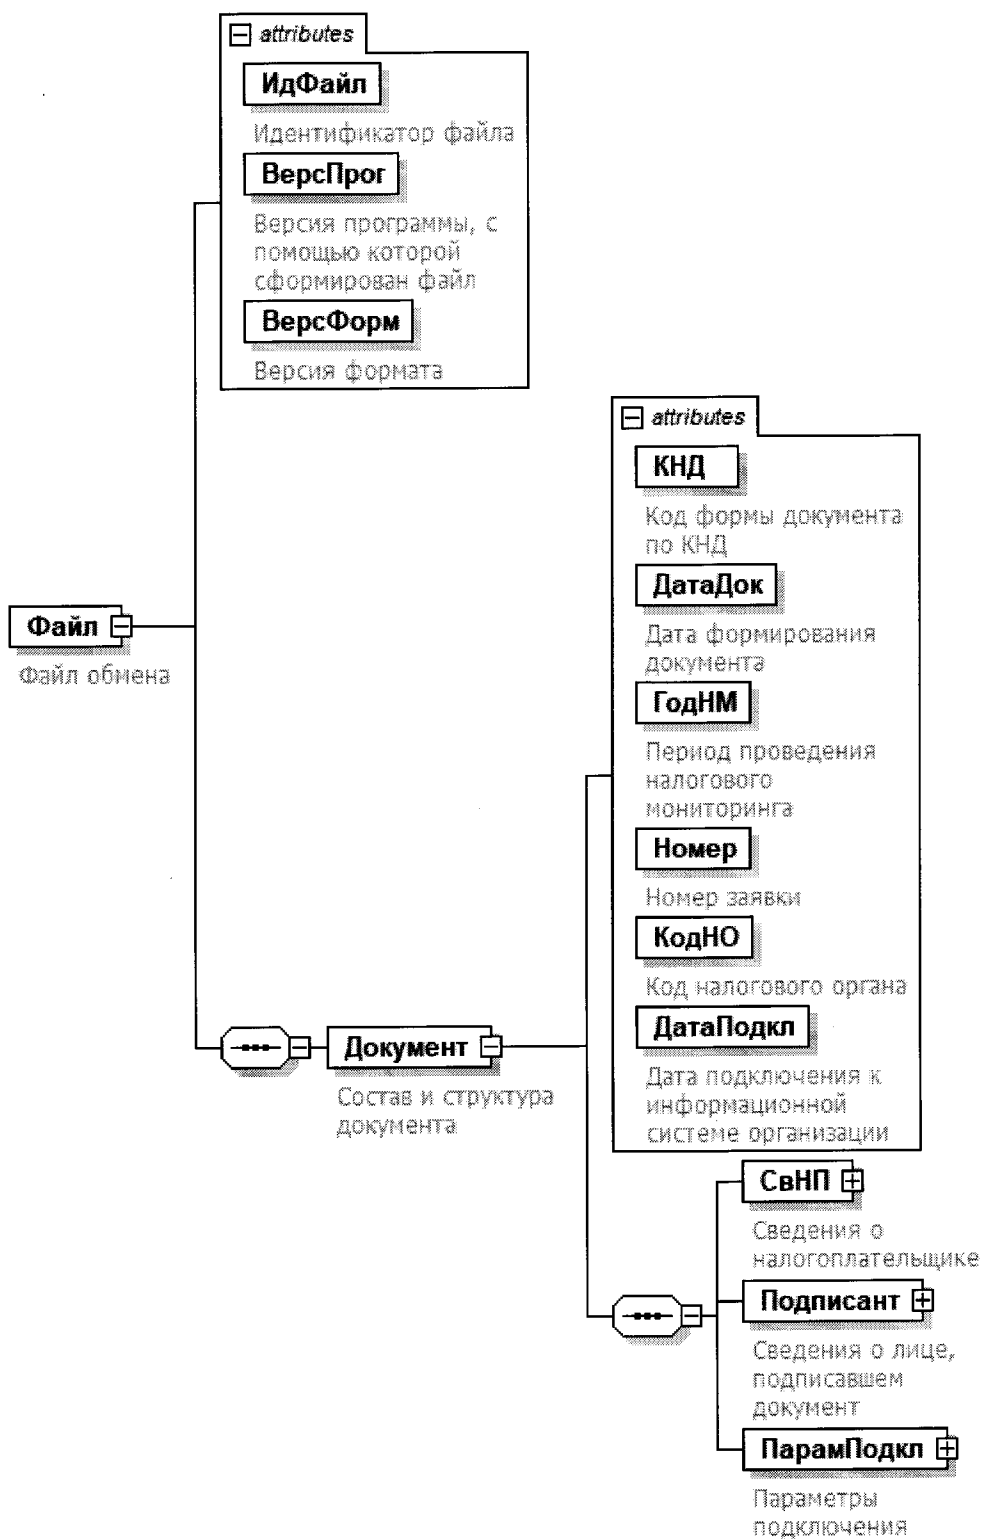 attributes
ИдФайл
Идентификатор файла
ВерсПрог
Версия программы, с
помощью которой
сформирован файл
ВерсФорм
Версия формата
Файл
Файл обмена
Документ
Состав и структура
документа
attributes
КНД
Код формы документа
по КНД
ДатаДок
Дата формирования
документа
ГодНМ
Период проведения
налогового
мониторинга
Номер
Номер заявки
КодНО
Код налогового органа
ДатаПодкл
Дата подключения к
информационной
системе организации
СвНП
Сведения о
налогоплательщике
Подписант
Сведения о лице,
подписавшем
документ
ПарамПодкл
Параметры
подключения